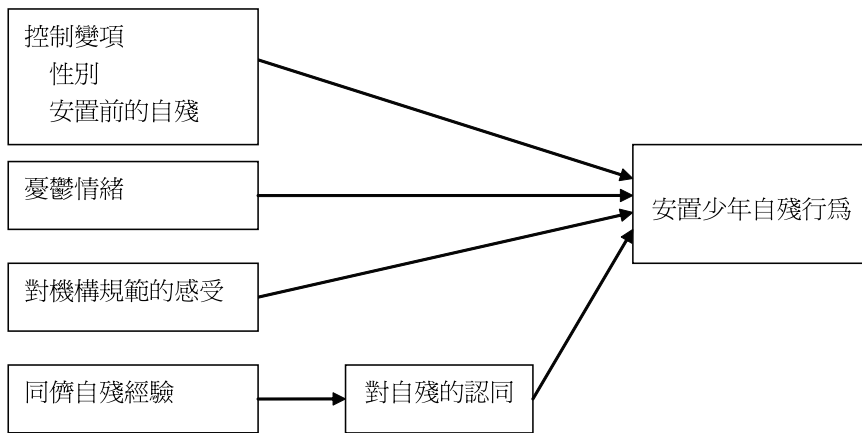 控制變項
性別
安置前的自殘
憂鬱情緒
安置少年自殘行為
對機構規範的感受
同儕自殘經驗
對自殘的認同